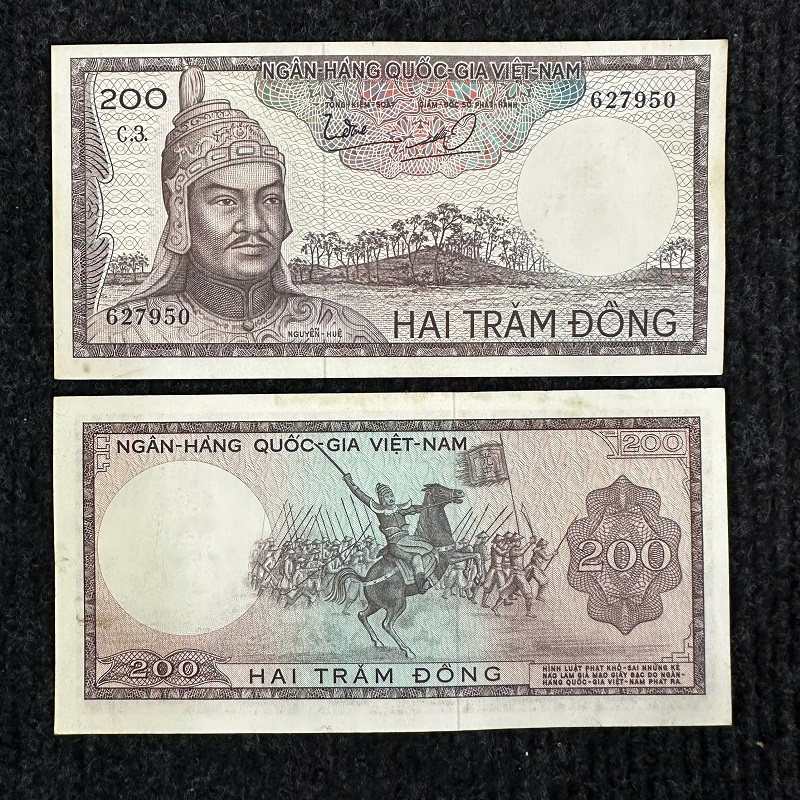 NGÂN-HÀNG QUỐC-GIA VIỆT-NAM
200
TỔNG KIỂM-SOÁT GIÁM-ĐỐC SỞ PHÁT-HÀNH
627950
C.3.
627950
NGUYỄN-HUỆ
HAI TRĂM ĐỒNG
NGÂN-HÀNG QUỐC-GIA VIỆT-NAM
200
200
200
HAI TRĂM ĐỒNG
HÌNH LUẬT PHẠT KHỔ-SAI NHỮNG KẺ
NÀO LÀM GIẢ MẠO GIẤY BẠC DO NGÂN-
HÀNG QUỐC-GIA VIỆT-NAM PHÁT RA.